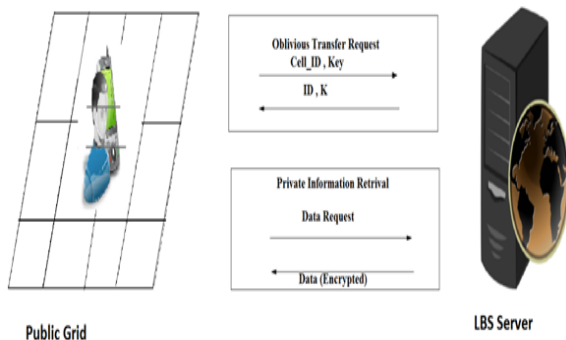 Oblivious Transfer Request
Cell_ID , Key
ID , K
Private Information Retrival
Data Request
Data (Encrypted)
Public Grid
LBS Server